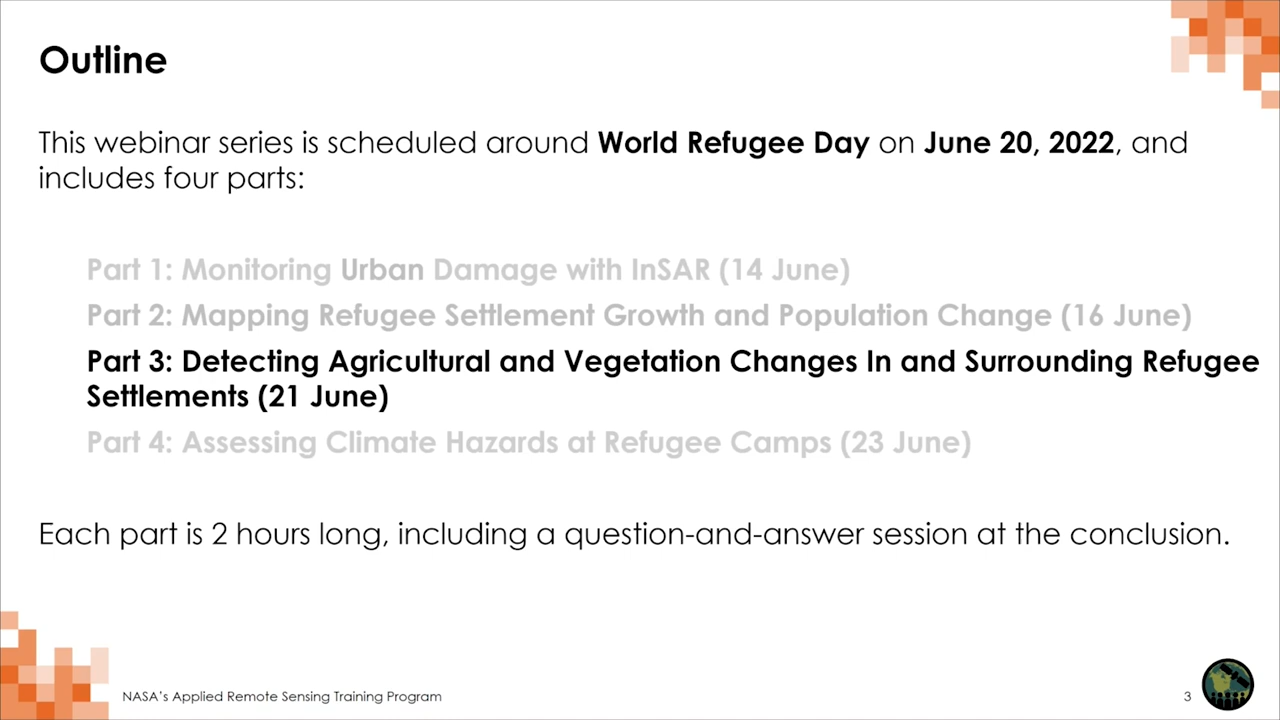 Outline
This webinar series is scheduled around World Refugee Day on June 20, 2022, and
includes four parts:
Part 1: Monitoring Urban Damage with InSAR (14 June)
Part 2: Mapping Refugee Settlement Growth and Population Change (16 June)
Part 3: Detecting Agricultural and Vegetation Changes In and Surrounding Refugee
Settlements (21 June)
Part 4: Assessing Climate Hazards at Refugee Camps (23 June)
Each part is 2 hours long, including a question-and-answer session at the conclusion.
NASA's Applied Remote Sensing Training Program
3